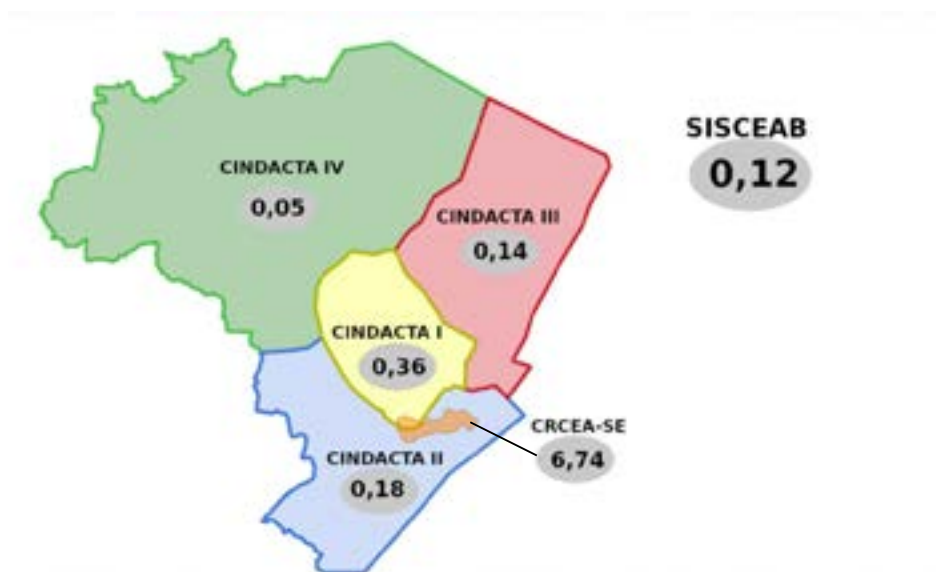 SISCEAB
0,12
CINDACTA IV
0,05
CINDACTA III
0,14
CINDACTA I
0,36
CRCEA-SE
6,74
CINDACTA II
0,18